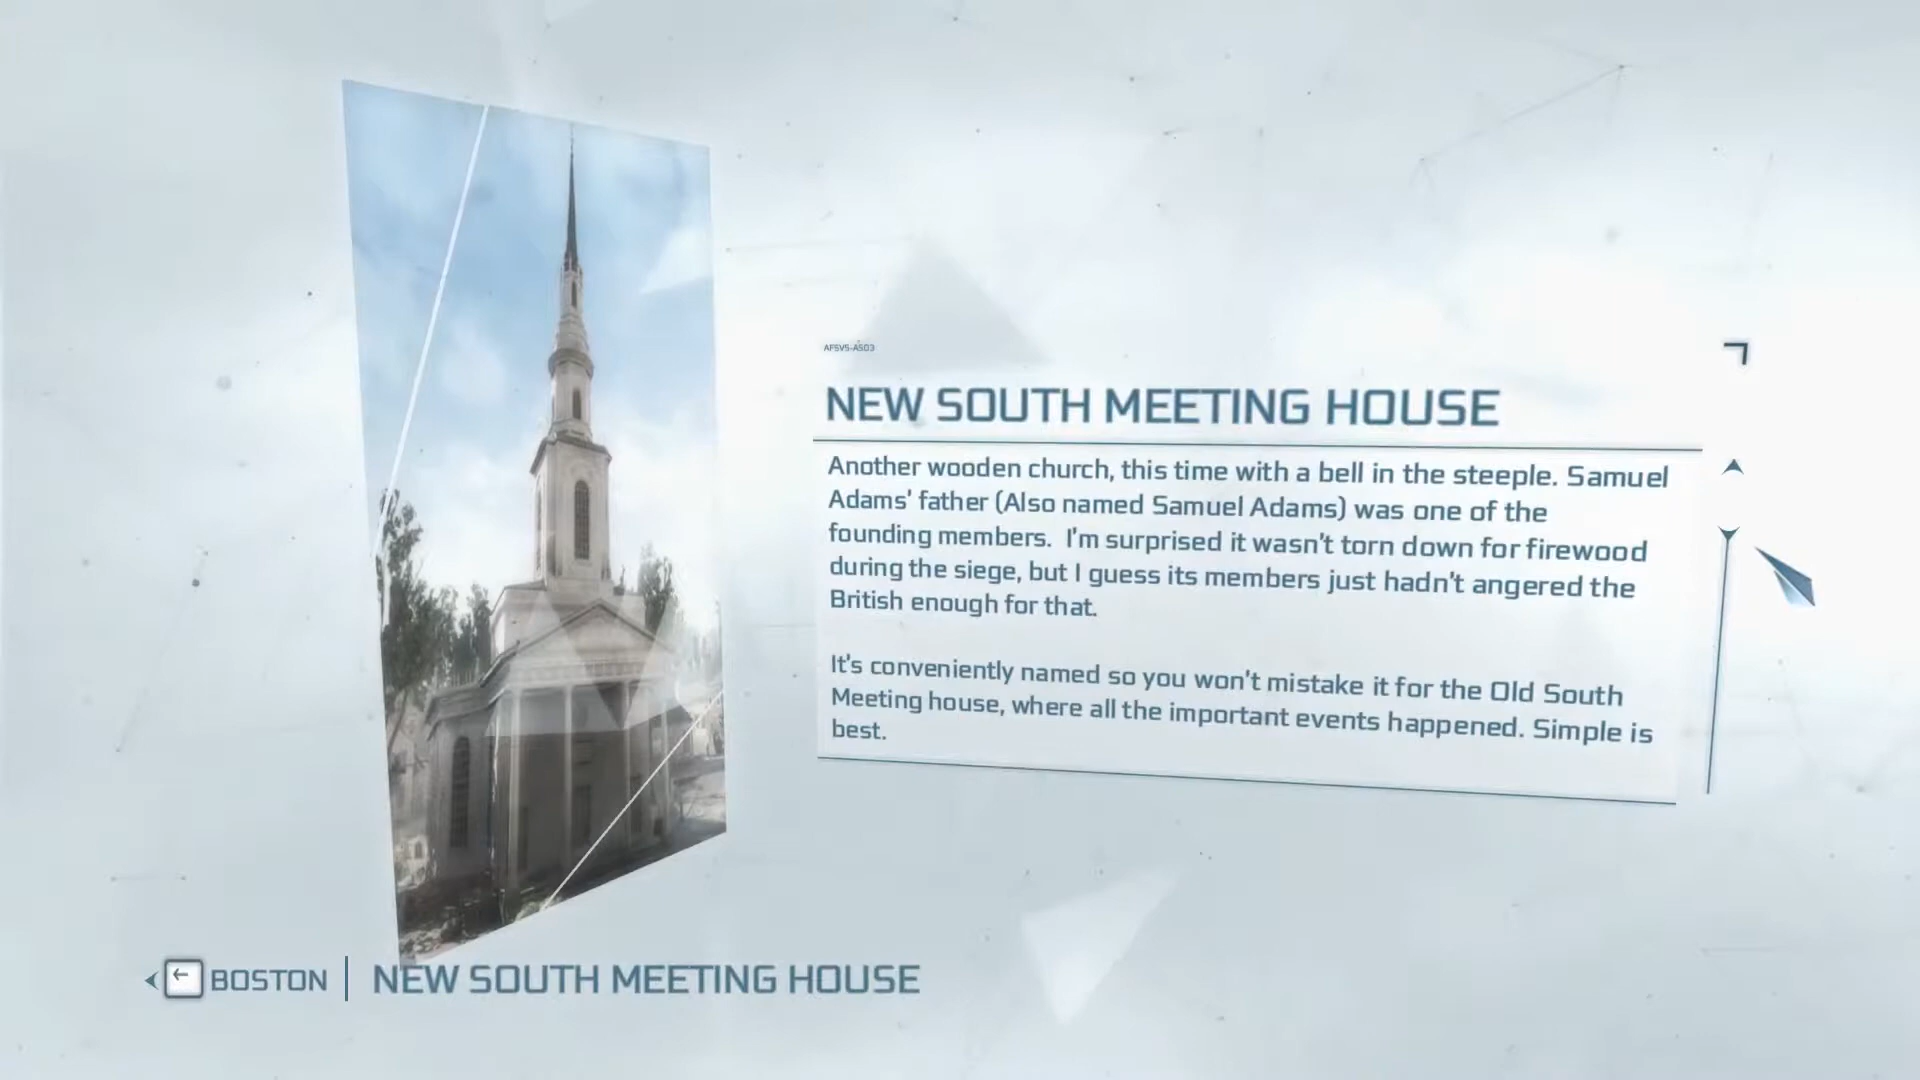 AFSVS-AS03
NEW SOUTH MEETING HOUSE
Another wooden church, this time with a bell in the steeple. Samuel
Adams' father (Also named Samuel Adams) was one of the
founding members.  I'm surprised it wasn't torn down for firewood
during the siege, but I guess its members just hadn't angered the
British enough for that.
It's conveniently named so you won't mistake it for the Old South
Meeting house, where all the important events happened. Simple is
best.
BOSTON | NEW SOUTH MEETING HOUSE